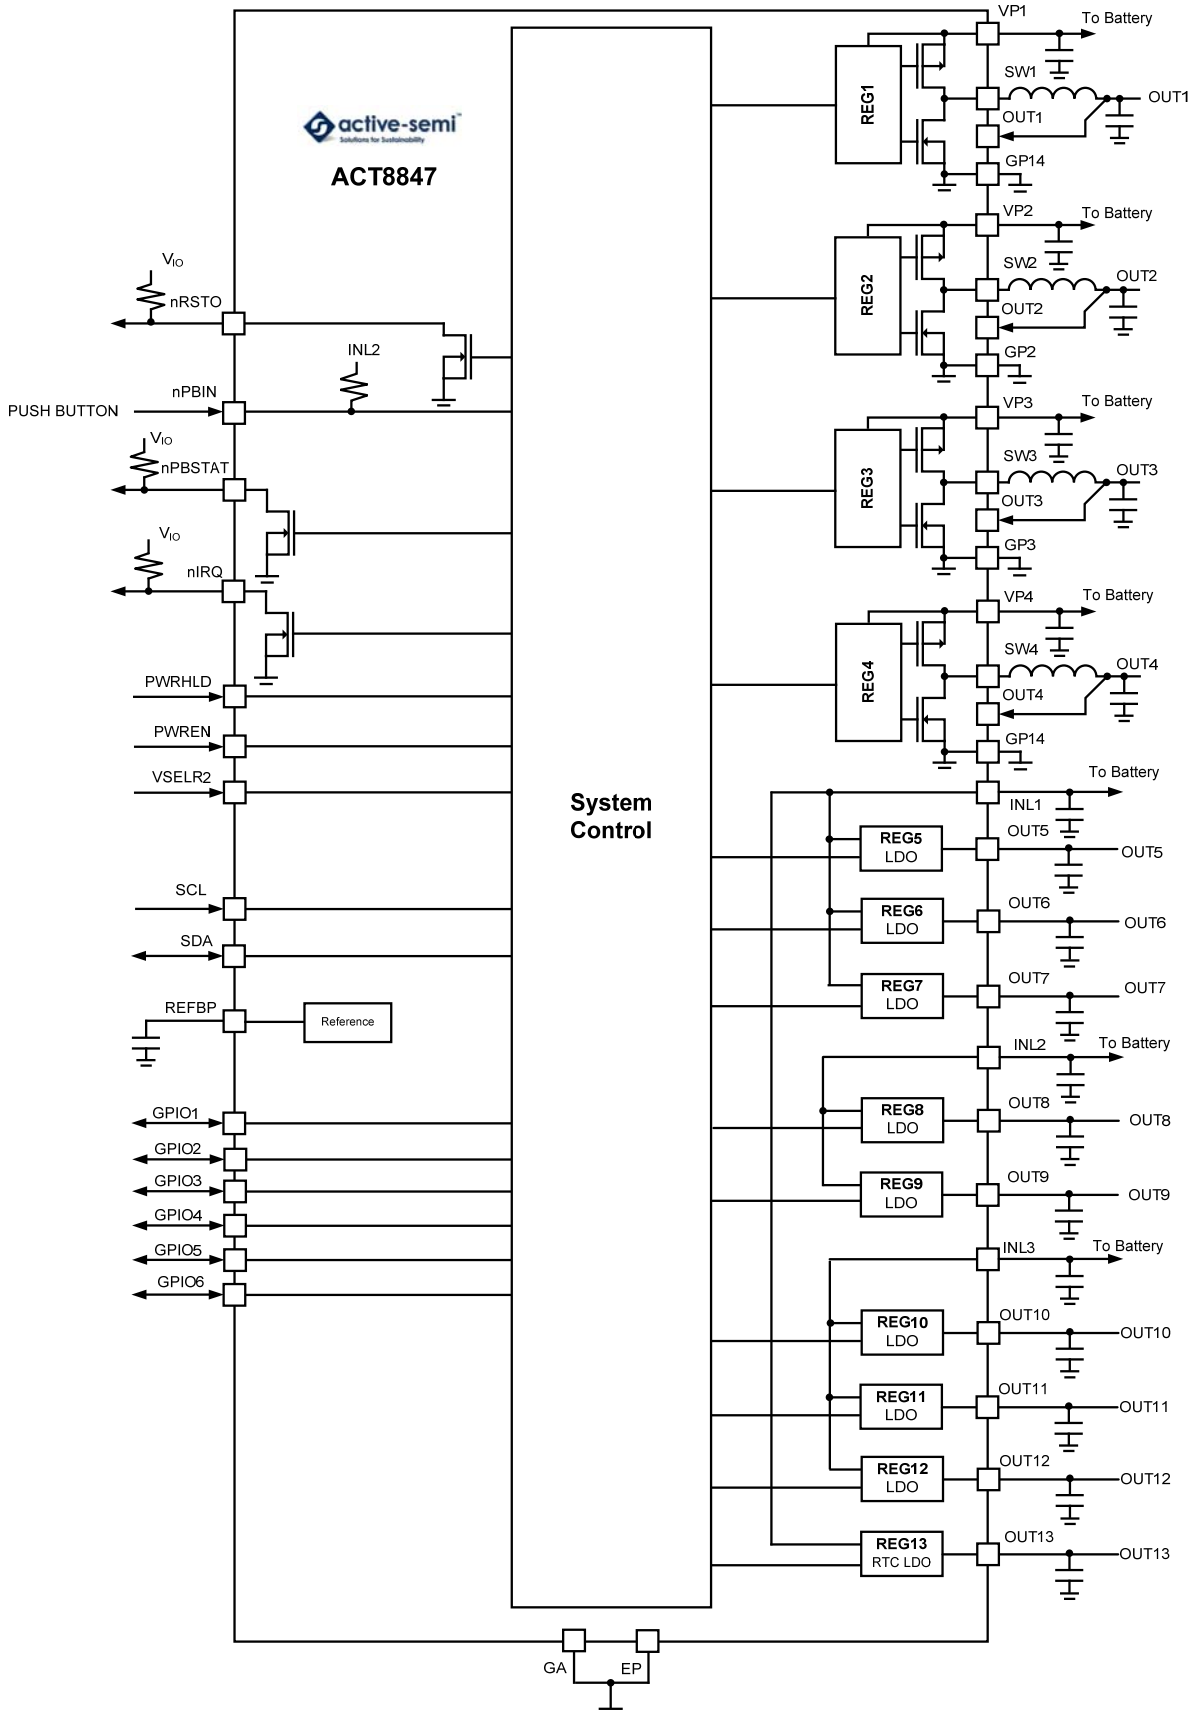 active-semi™
Solutions for Sustainability
ACT8847
VIO
nRSTO
INL2
nPBIN
PUSH BUTTON
VIO
nPBSTAT
VIO
nIRQ
PWRHLD
PWREN
VSELR2
SCL
SDA
REFBP
Reference
GPIO1
GPIO2
GPIO3
GPIO4
GPIO5
GPIO6
System
Control
GA
EP
VP1
To Battery
REG1
SW1
OUT1
OUT1
GP14
VP2
To Battery
REG2
SW2
OUT2
OUT2
GP2
VP3
To Battery
REG3
SW3
OUT3
OUT3
GP3
VP4
To Battery
REG4
SW4
OUT4
OUT4
GP14
To Battery
INL1
REG5
LDO
OUT5
OUT5
REG6
LDO
OUT6
OUT6
REG7
LDO
OUT7
OUT7
INL2
To Battery
REG8
LDO
OUT8
OUT8
REG9
LDO
OUT9
OUT9
INL3
To Battery
REG10
LDO
OUT10
OUT10
REG11
LDO
OUT11
OUT11
REG12
LDO
OUT12
OUT12
REG13
RTC LDO
OUT13
OUT13